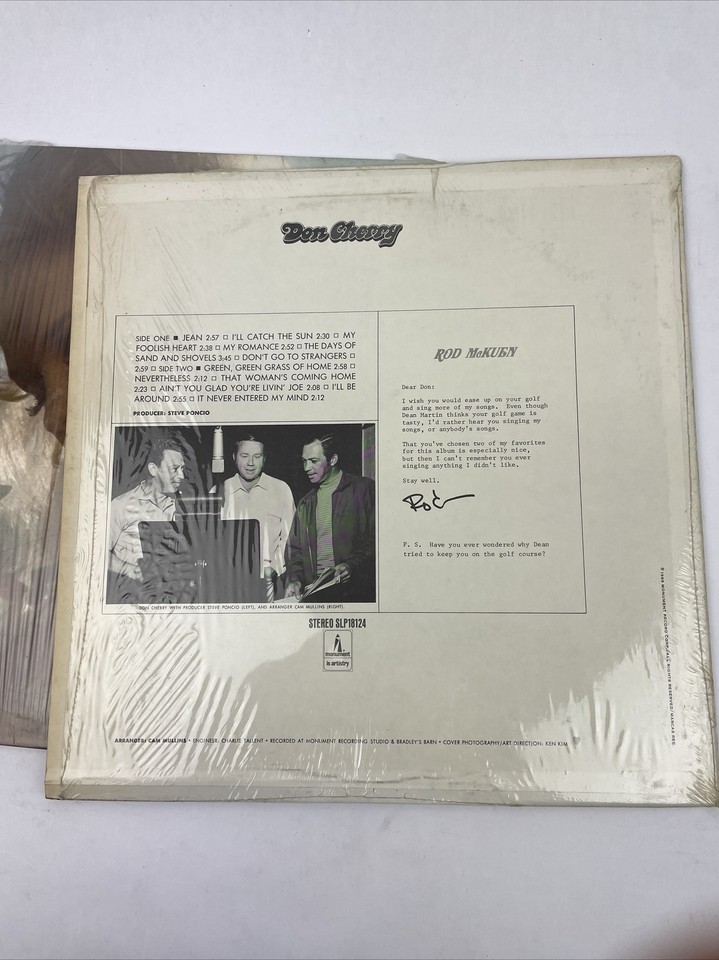 Don Cherry
SIDE ONE ■ JEAN 2:57 □ I'LL CATCH THE SUN 2:30 □ MY
FOOLISH HEART 2:38 □ MY ROMANCE 2:52 □ THE DAYS OF
SAND AND SHOVELS 3:45 □ DON'T GO TO STRANGERS □
2:59 □ SIDE TWO ■ GREEN, GREEN GRASS OF HOME 2:58 □
NEVERTHELESS 2:12 □ THAT WOMAN'S COMING HOME
2:23 □ AIN'T YOU GLAD YOU'RE LIVIN' JOE 2:08 □ I'LL BE
AROUND 2:55 □ IT NEVER ENTERED MY MIND 2:12
PRODUCER: STEVE PONCIO
DON CHERRY WITH PRODUCER STEVE PONCIO (LEFT), AND ARRANGER CAM MULLINS (RIGHT).
ROD McKUEN
Dear Don:
I wish you would ease up on your golf
and sing more of my songs. Even though
Dean Martin thinks your golf game is
tasty, I'd rather hear you singing my
songs, or anybody's songs.
That you've chosen two of my favorites
for this album is especially nice,
but then I can't remember you ever
singing anything I didn't like.
Stay well,
Rod
P. S. Have you ever wondered why Dean
tried to keep you on the golf course?
STEREO SLP18124
monument
is artistry
ARRANGER: CAM MULLINS • ENGINEER: CHARLIE TALLENT • RECORDED AT MONUMENT RECORDING STUDIO & BRADLEY'S BARN • COVER PHOTOGRAPHY/ART DIRECTION: KEN KIM
© 1969 MONUMENT RECORD CORP./ALL RIGHTS RESERVED/MARCAS REG